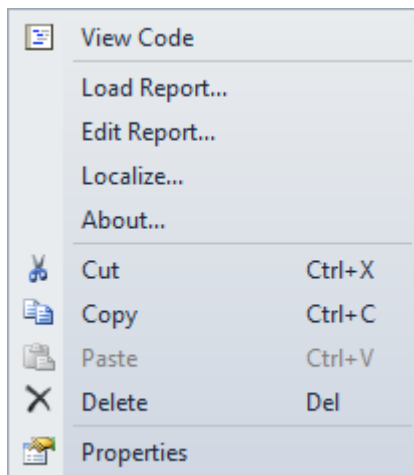 View Code
Load Report...
Edit Report...
Localize...
About...
Cut Ctrl+X
Copy Ctrl+C
Paste Ctrl+V
Delete Del
Properties